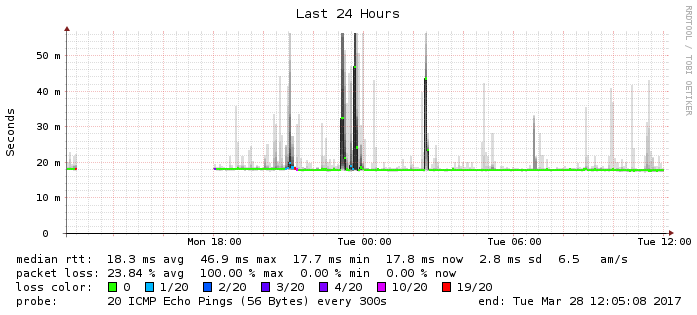 Last 24 Hours
RRDTOOL / TOBI OETIKER
Seconds
50 m
40 m
30 m
20 m
10 m
0
Mon 18:00 Tue 00:00 Tue 06:00 Tue 12:00
median rtt: 18.3 ms avg 46.9 ms max 17.7 ms min 17.8 ms now 2.8 ms sd 6.5 am/s
packet loss: 23.84 % avg 100.00 % max 0.00 % min 0.00 % now
loss color: 0 1/20 2/20 3/20 4/20 10/20 19/20
probe: 20 ICMP Echo Pings (56 Bytes) every 300s end: Tue Mar 28 12:05:08 2017